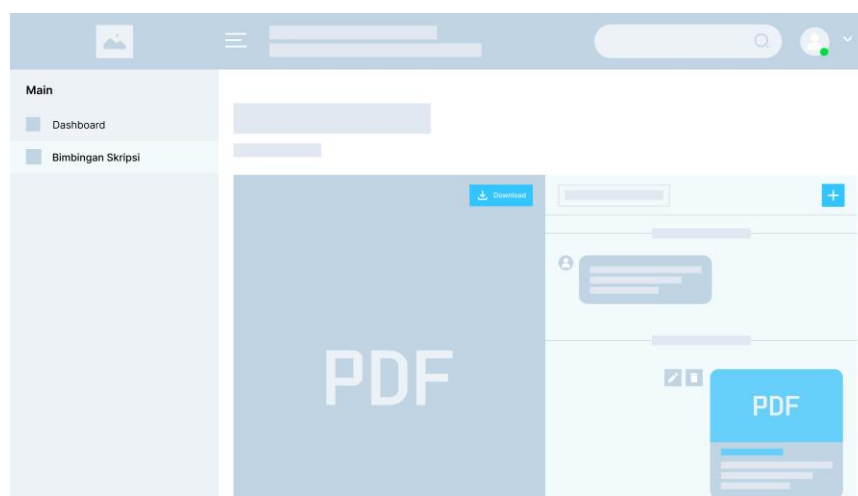 Main
Dashboard
Bimbingan Skripsi
Download
PDF
PDF